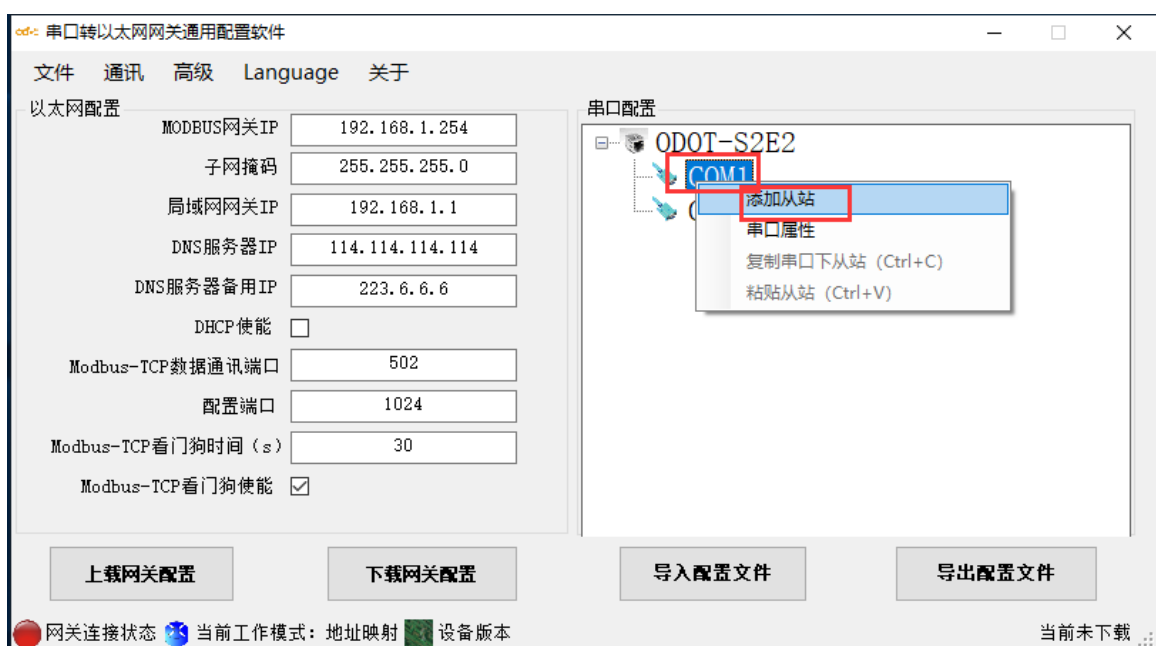 串口转以太网网关通用配置软件
文件 通讯 高级 Language 关于
以太网配置
MODBUS网关IP 192.168.1.254
子网掩码 255.255.255.0
局域网网关IP 192.168.1.1
DNS服务器IP 114.114.114.114
DNS服务器备用IP 223.6.6.6
DHCP使能
Modbus-TCP数据通讯端口 502
配置端口 1024
Modbus-TCP看门狗时间(s) 30
Modbus-TCP看门狗使能
串口配置
ODOT-S2E2
COM1
添加从站
串口属性
复制串口下从站 (Ctrl+C)
粘贴从站 (Ctrl+V)
上载网关配置 下载网关配置 导入配置文件 导出配置文件
网关连接状态 当前工作模式: 地址映射 设备版本 当前未下载